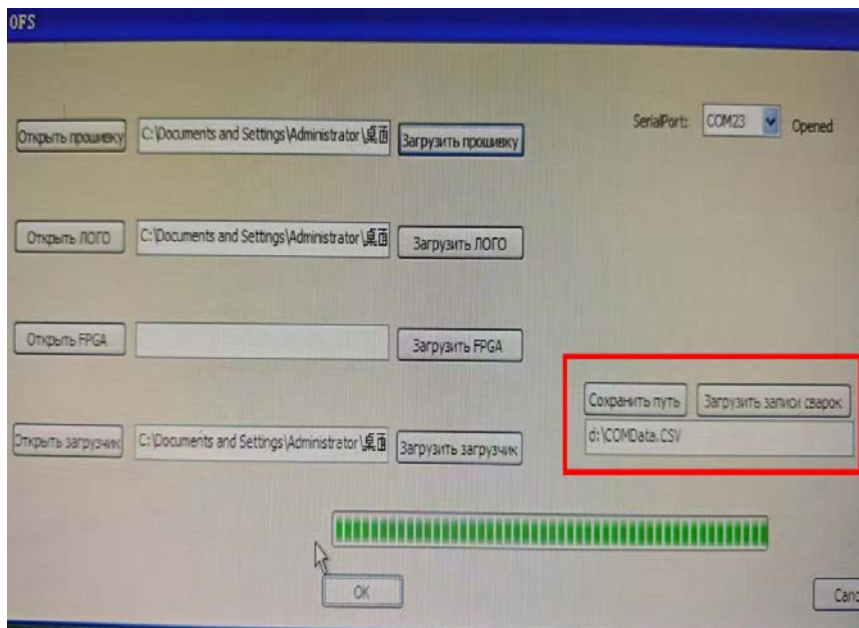 OFS
Открыть прошивку C:\Documents and Settings\Administrator\桌面 Загрузить прошивку SerialPort: COM23 Opened
Открыть ЛОГО C:\Documents and Settings\Administrator\桌面 Загрузить ЛОГО
Открыть FPGA Загрузить FPGA
Сохранить путь Загрузить записи сварок
d:\COMData.CSV
Открыть загрузчик C:\Documents and Settings\Administrator\桌面 Загрузить загрузчик
OK Canc